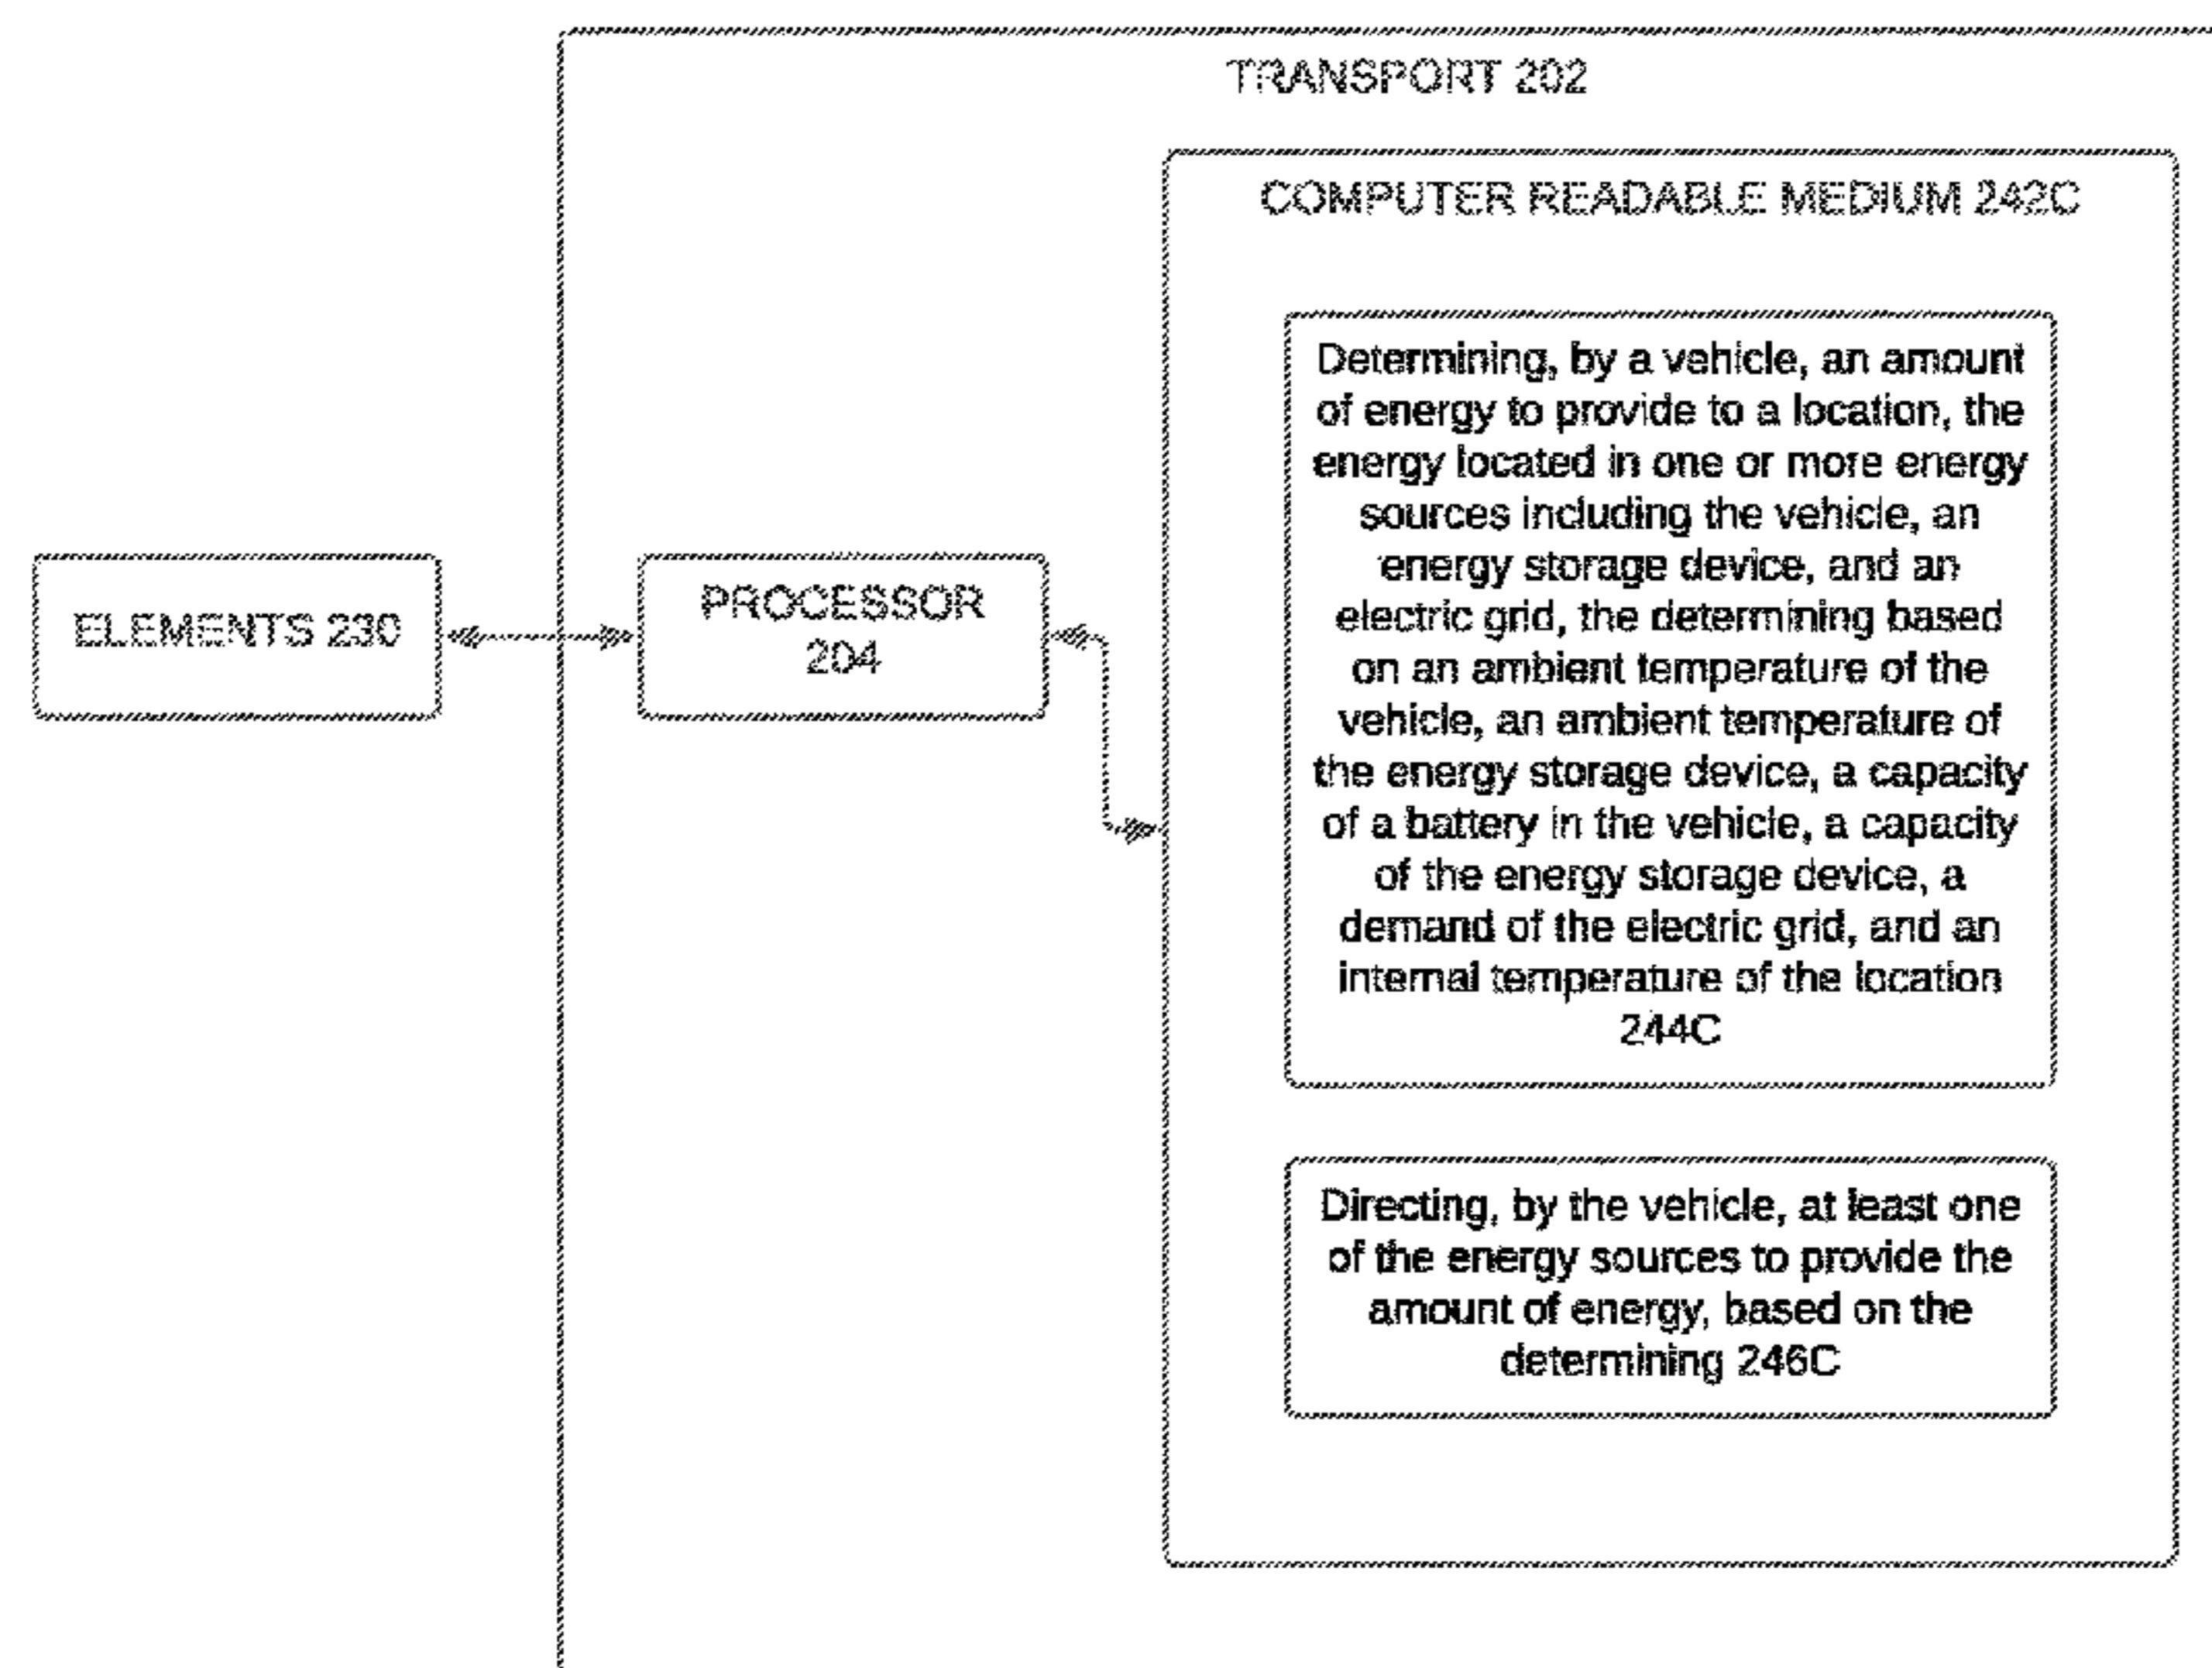 TRANSPORT 202
COMPUTER READABLE MEDIUM 242C
Determining, by a vehicle, an amount
of energy to provide to a location, the
energy located in one or more energy
sources including the vehicle, an
energy storage device, and an
electric grid, the determining based
on an ambient temperature of the
vehicle, an ambient temperature of
the energy storage device, a capacity
of a battery in the vehicle, a capacity
of the energy storage device, a
demand of the electric grid, and an
internal temperature of the location
244C
ELEMENTS 230
PROCESSOR
204
Directing, by the vehicle, at least one
of the energy sources to provide the
amount of energy, based on the
determining 246C